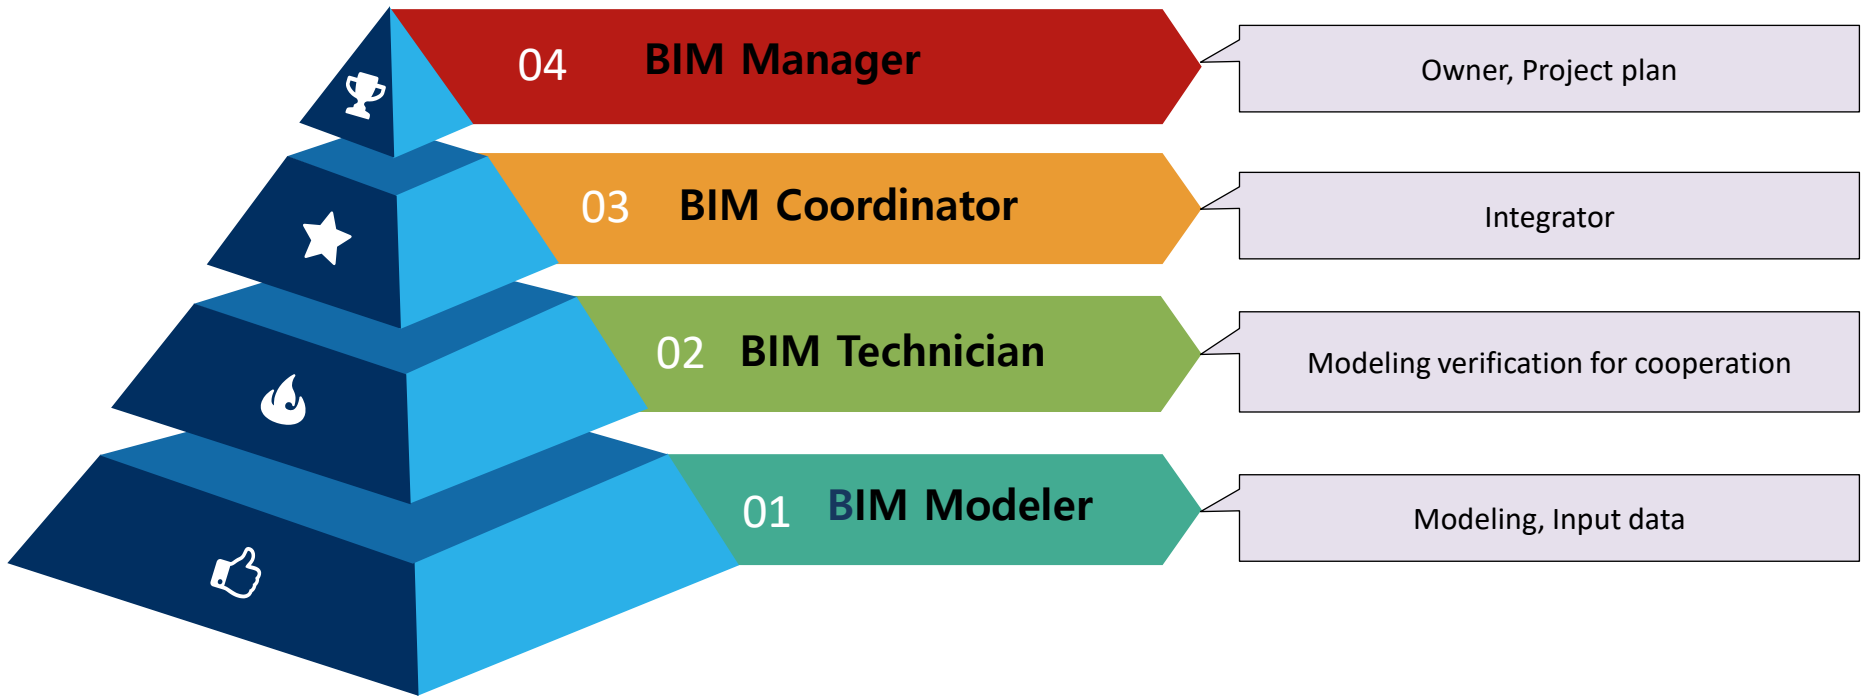 04 BIM Manager
Owner, Project plan
03 BIM Coordinator
Integrator
02 BIM Technician
Modeling verification for cooperation
01 BIM Modeler
Modeling, Input data